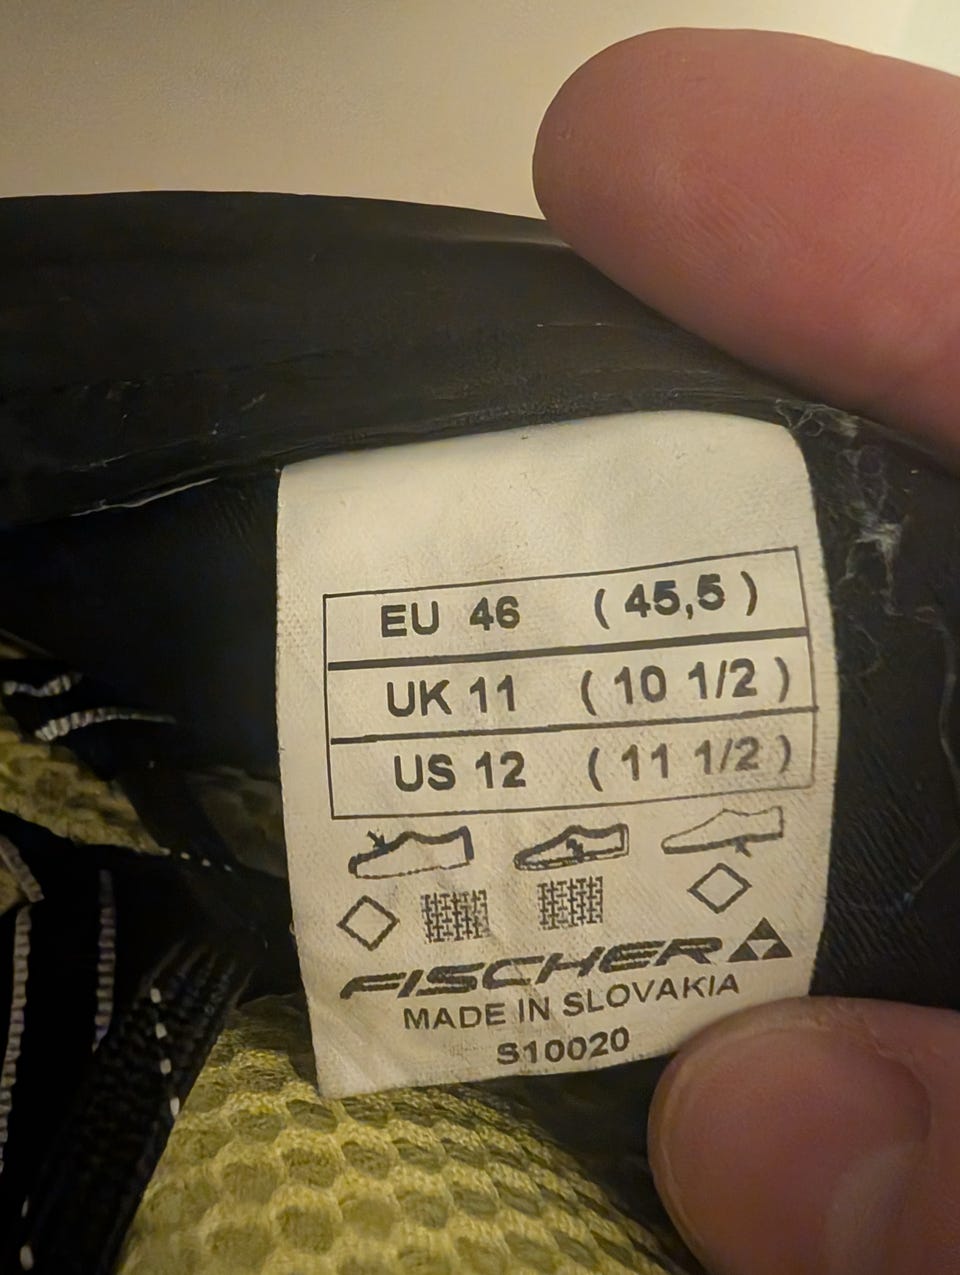 EU 46 ( 45,5 )
UK 11 ( 10 1/2 )
US 12 ( 11 1/2 )
FISCHER
MADE IN SLOVAKIA
S10020